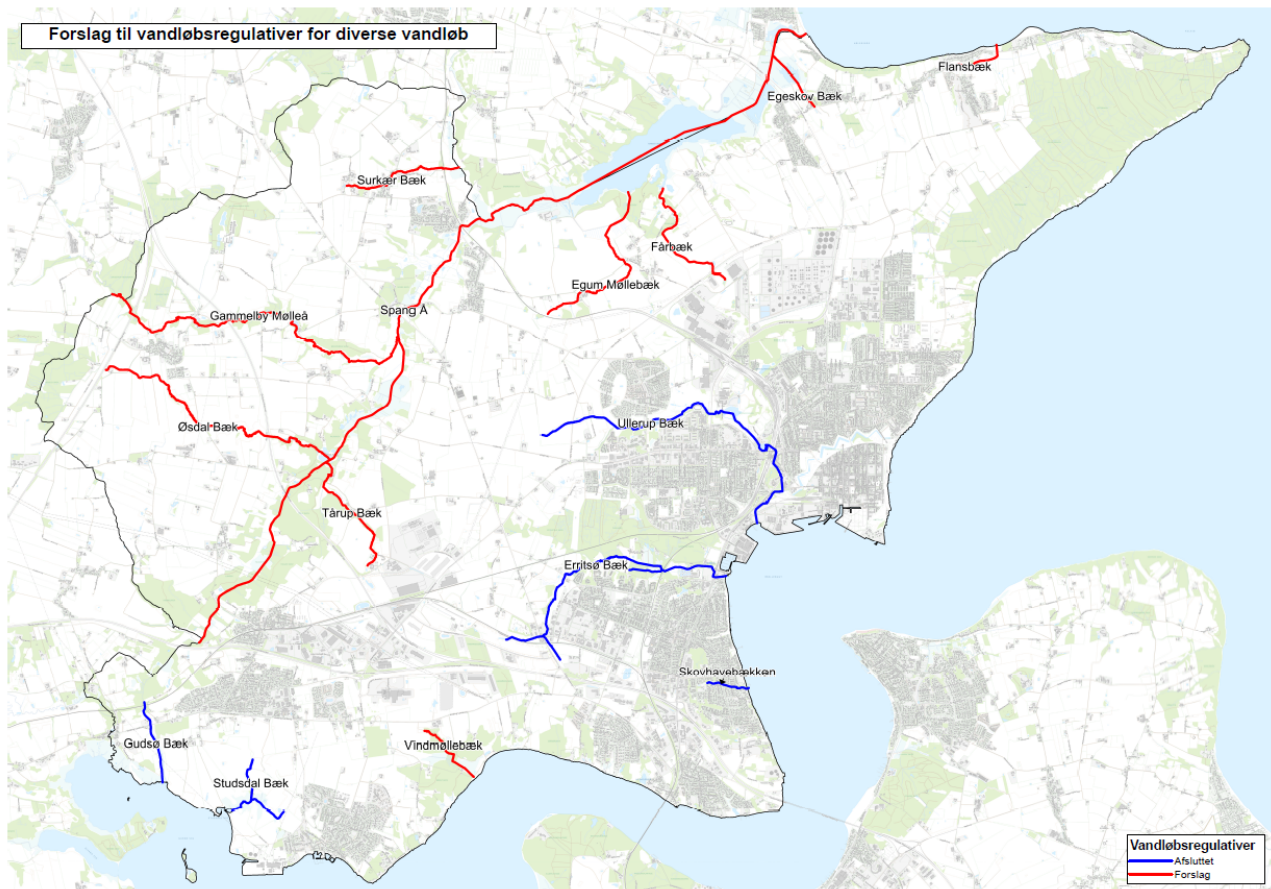 Forslag til vandløbsregulativer for diverse vandløb
Flansbæk
Egeskov Bæk
Surkær Bæk
Fårbæk
Egum Møllebæk
Spang Å
Gammelby Mølleå
Øsdal Bæk
Ullerup Bæk
Tårup Bæk
Erritsø Bæk
Skovhavebækken
Gudsø Bæk
Vindmøllebæk
Studsdal Bæk
Vandløbsregulativer
Afsluttet
Forslag